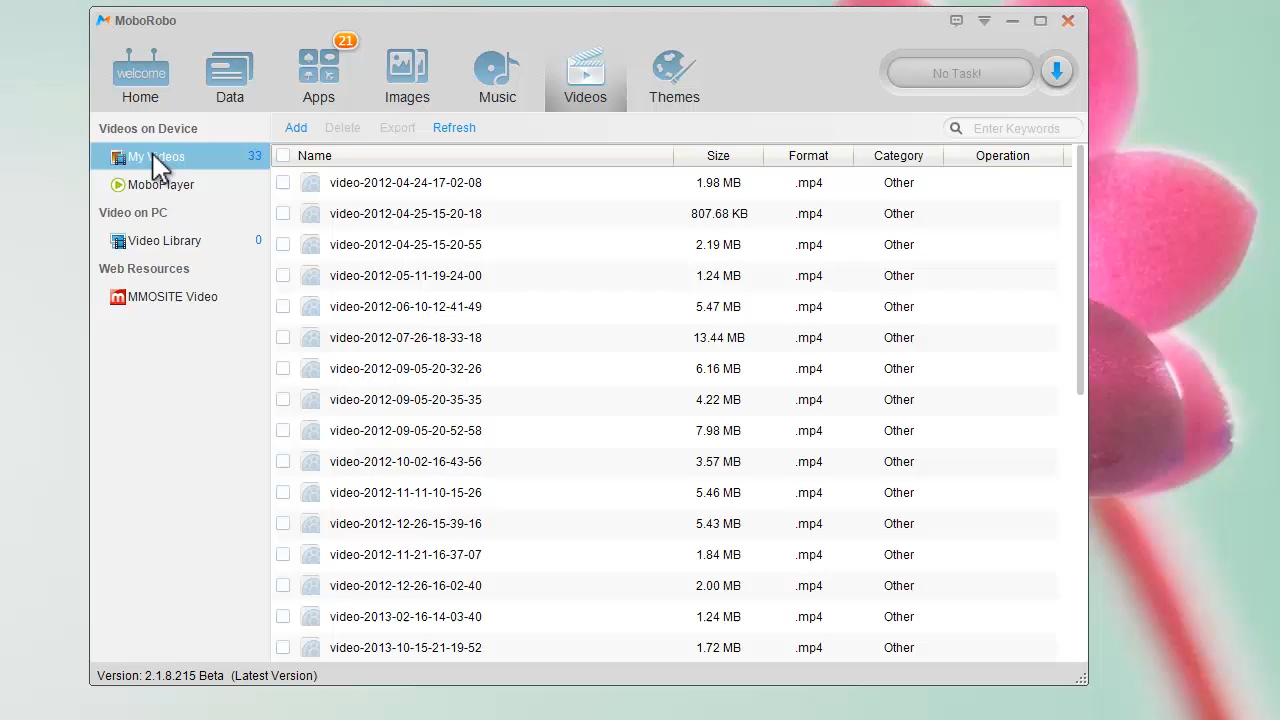 MoboRobo
21
welcome
Home
Data
Apps
Images
Music
Videos
Themes
No Task!
Videos on Device
My Videos 33
MoboPlayer
Video on PC
Video Library 0
Web Resources
MMOSITE Video
Add Delete Export Refresh
Enter Keywords
Name Size Format Category Operation
video-2012-04-24-17-02-08 1.98 MB .mp4 Other
video-2012-04-25-15-20-18 807.68 KB .mp4 Other
video-2012-04-25-15-20-55 2.19 MB .mp4 Other
video-2012-05-11-19-24-00 1.24 MB .mp4 Other
video-2012-06-10-12-41-49 5.47 MB .mp4 Other
video-2012-07-26-18-33-18 13.44 MB .mp4 Other
video-2012-09-05-20-32-26 6.16 MB .mp4 Other
video-2012-09-05-20-35-35 4.22 MB .mp4 Other
video-2012-09-05-20-52-58 7.98 MB .mp4 Other
video-2012-10-02-16-43-56 3.57 MB .mp4 Other
video-2012-11-11-10-15-28 5.46 MB .mp4 Other
video-2012-12-26-15-39-18 5.63 MB .mp4 Other
video-2012-11-21-16-37-07 1.84 MB .mp4 Other
video-2012-12-26-16-02-40 2.00 MB .mp4 Other
video-2013-02-16-14-03-40 1.24 MB .mp4 Other
video-2013-10-15-21-19-52 1.72 MB .mp4 Other
Version: 2.1.8.215 Beta (Latest Version)